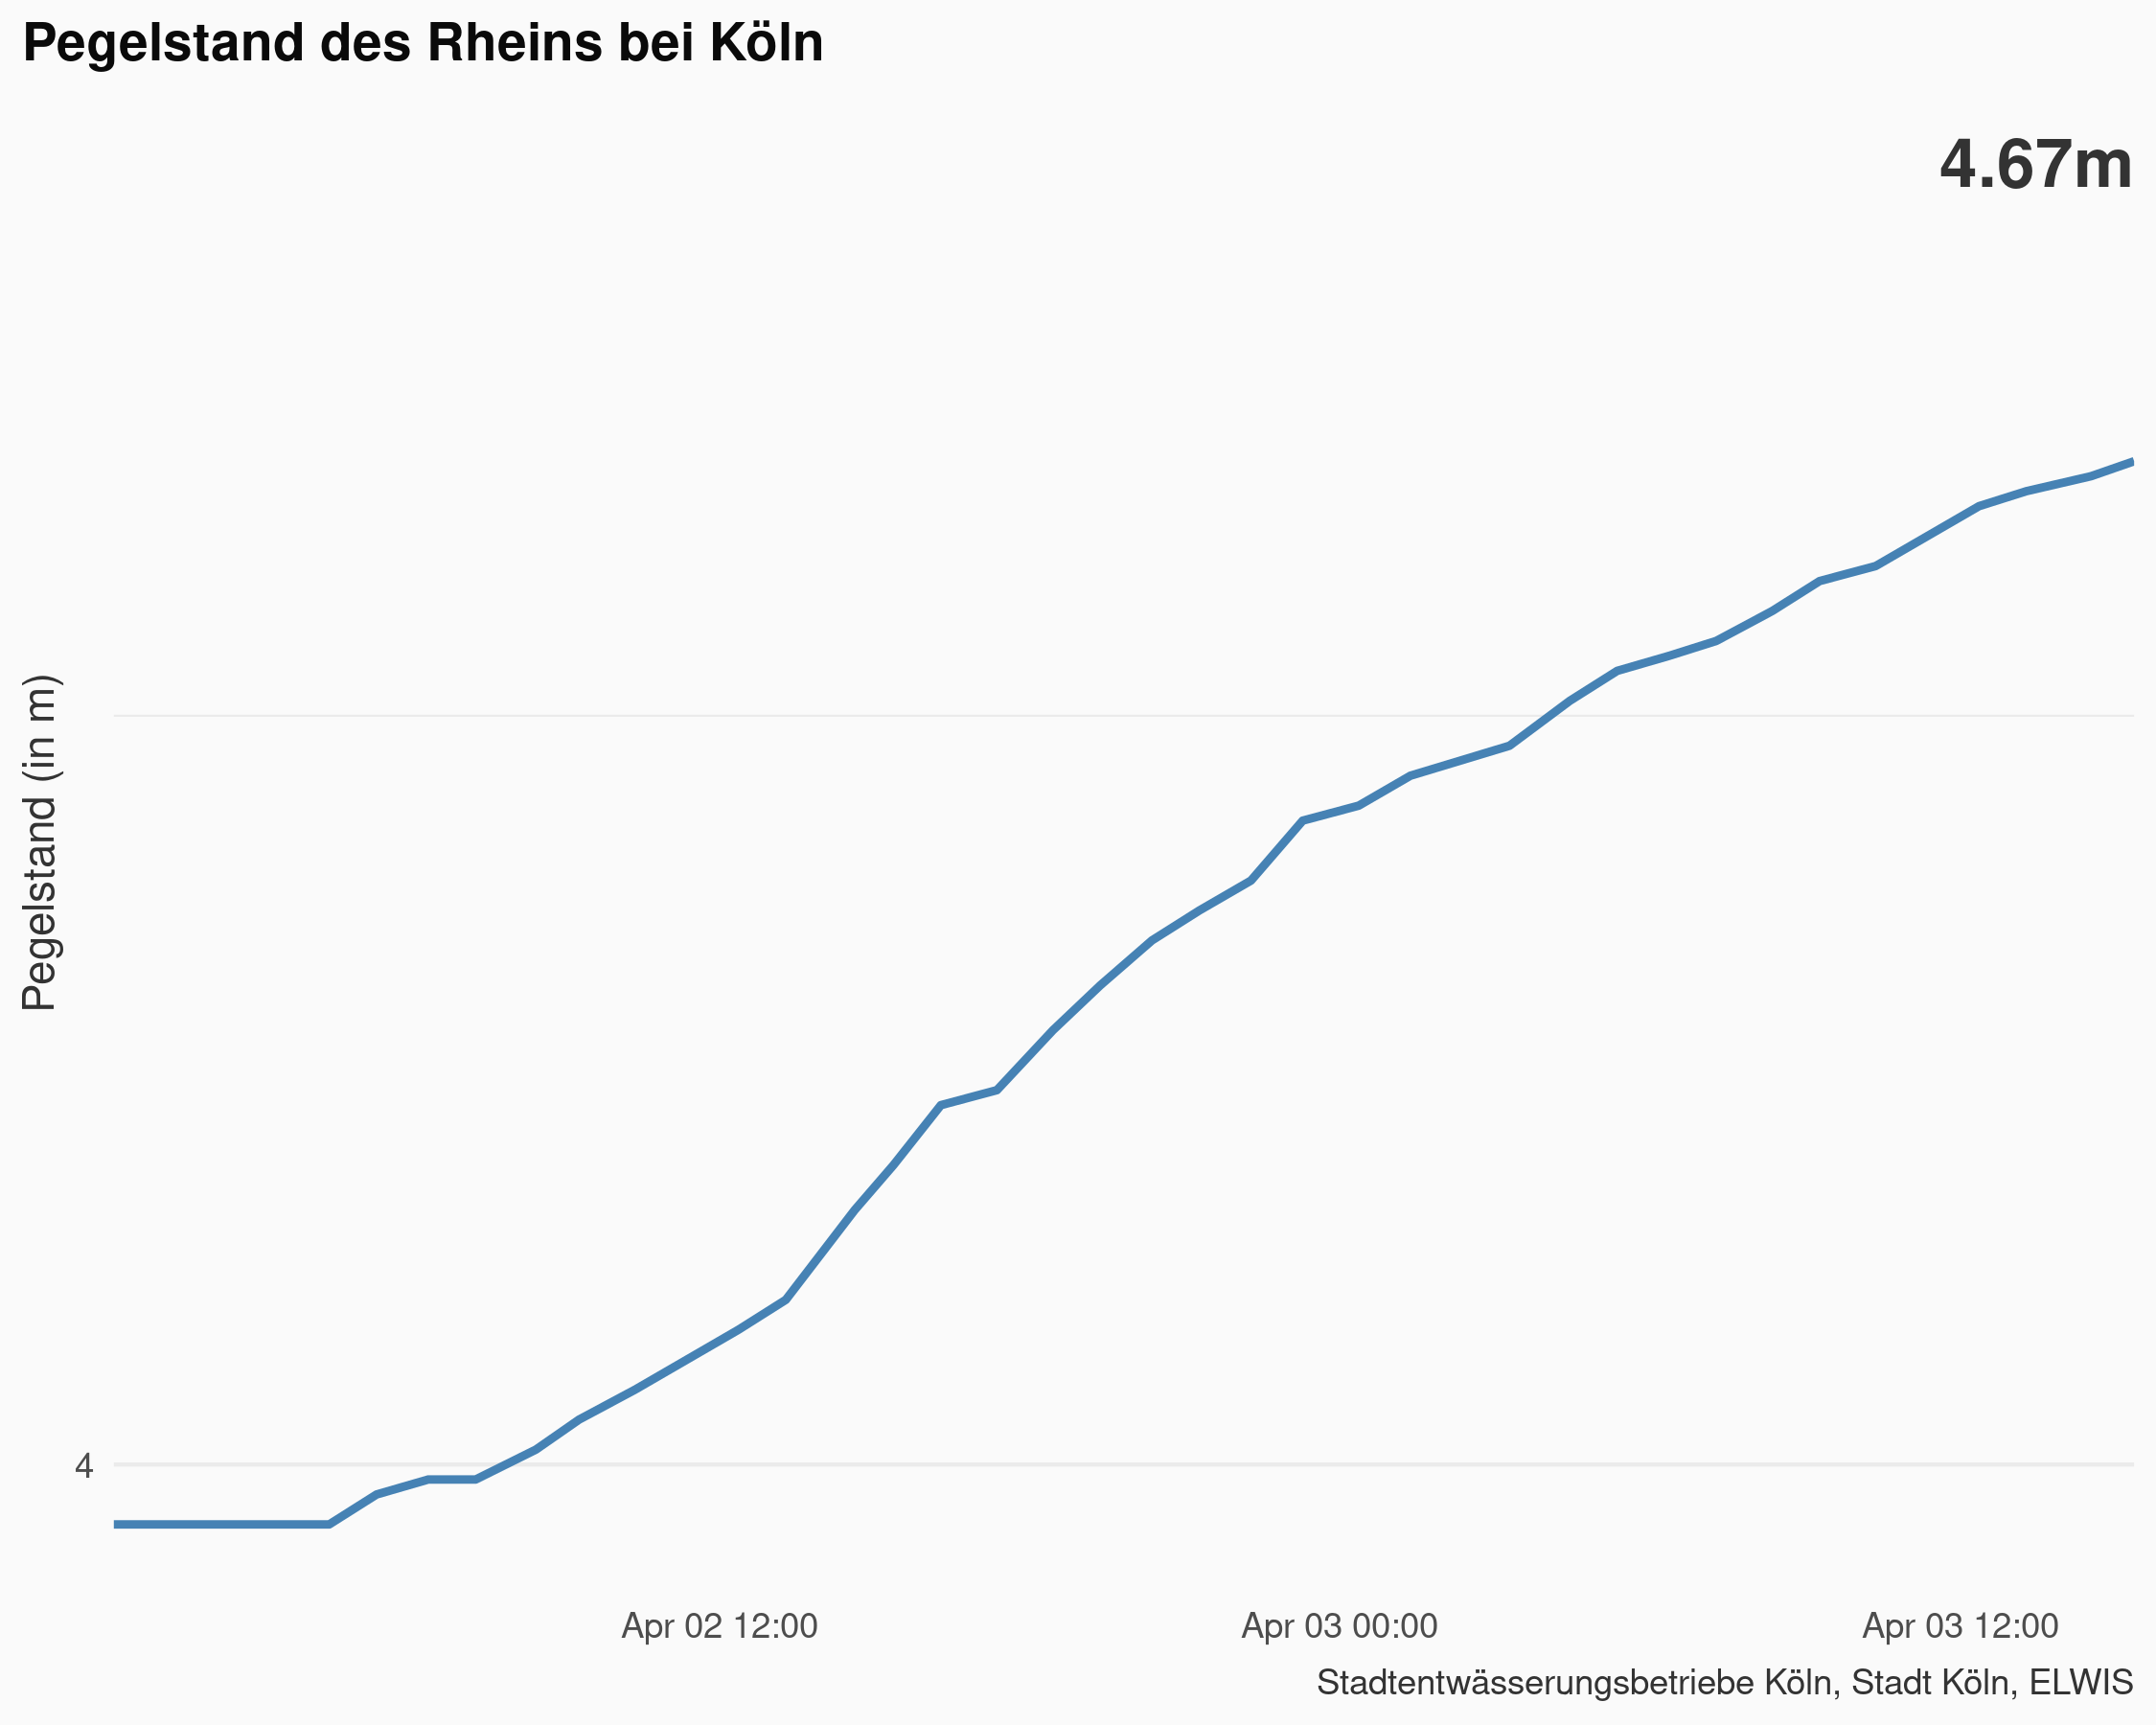 Pegelstand des Rheins bei Köln
4.67m
Pegelstand (in m)
4
Apr 02 12:00
Apr 03 00:00
Apr 03 12:00
Stadtentwässerungsbetriebe Köln, Stadt Köln, ELWIS